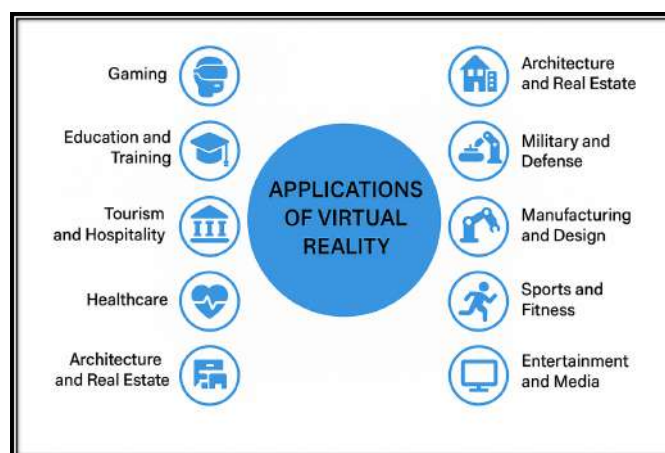 Gaming
Education and
Training
Tourism
and Hospitality
Healthcare
Architecture
and Real Estate
APPLICATIONS
OF VIRTUAL
REALITY
Architecture
and Real Estate
Military and
Defense
Manufacturing
and Design
Sports and
Fitness
Entertainment
and Media